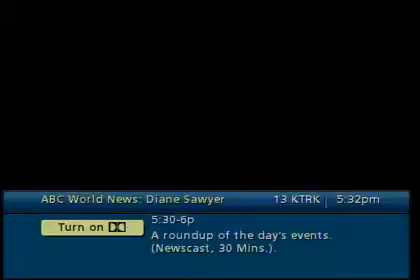 ABC World News: Diane Sawyer 13 KTRK 5:32pm
5:30-6p
Turn on
A roundup of the day's events.
(Newscast, 30 Mins.).